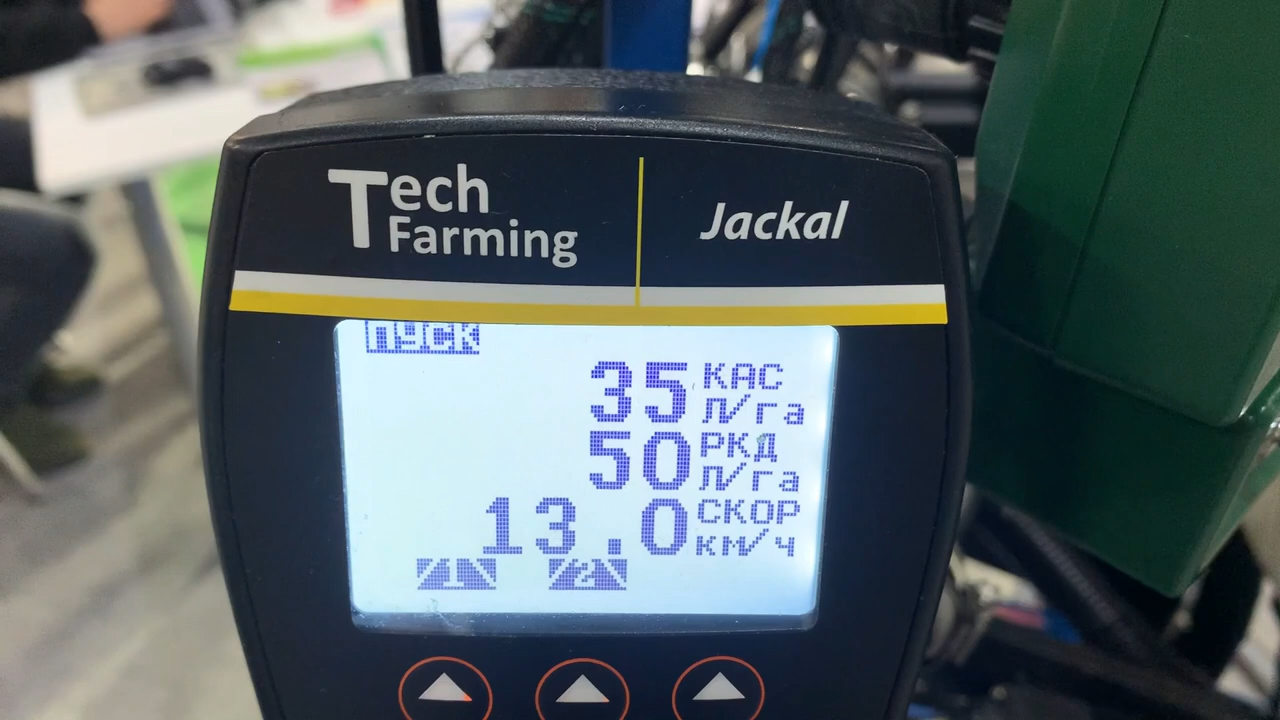 Tech
Farming
Jackal
ПУСК
35 КАС
л/га
50 РКД
л/га
13.0 СКОР
км/ч
1 2